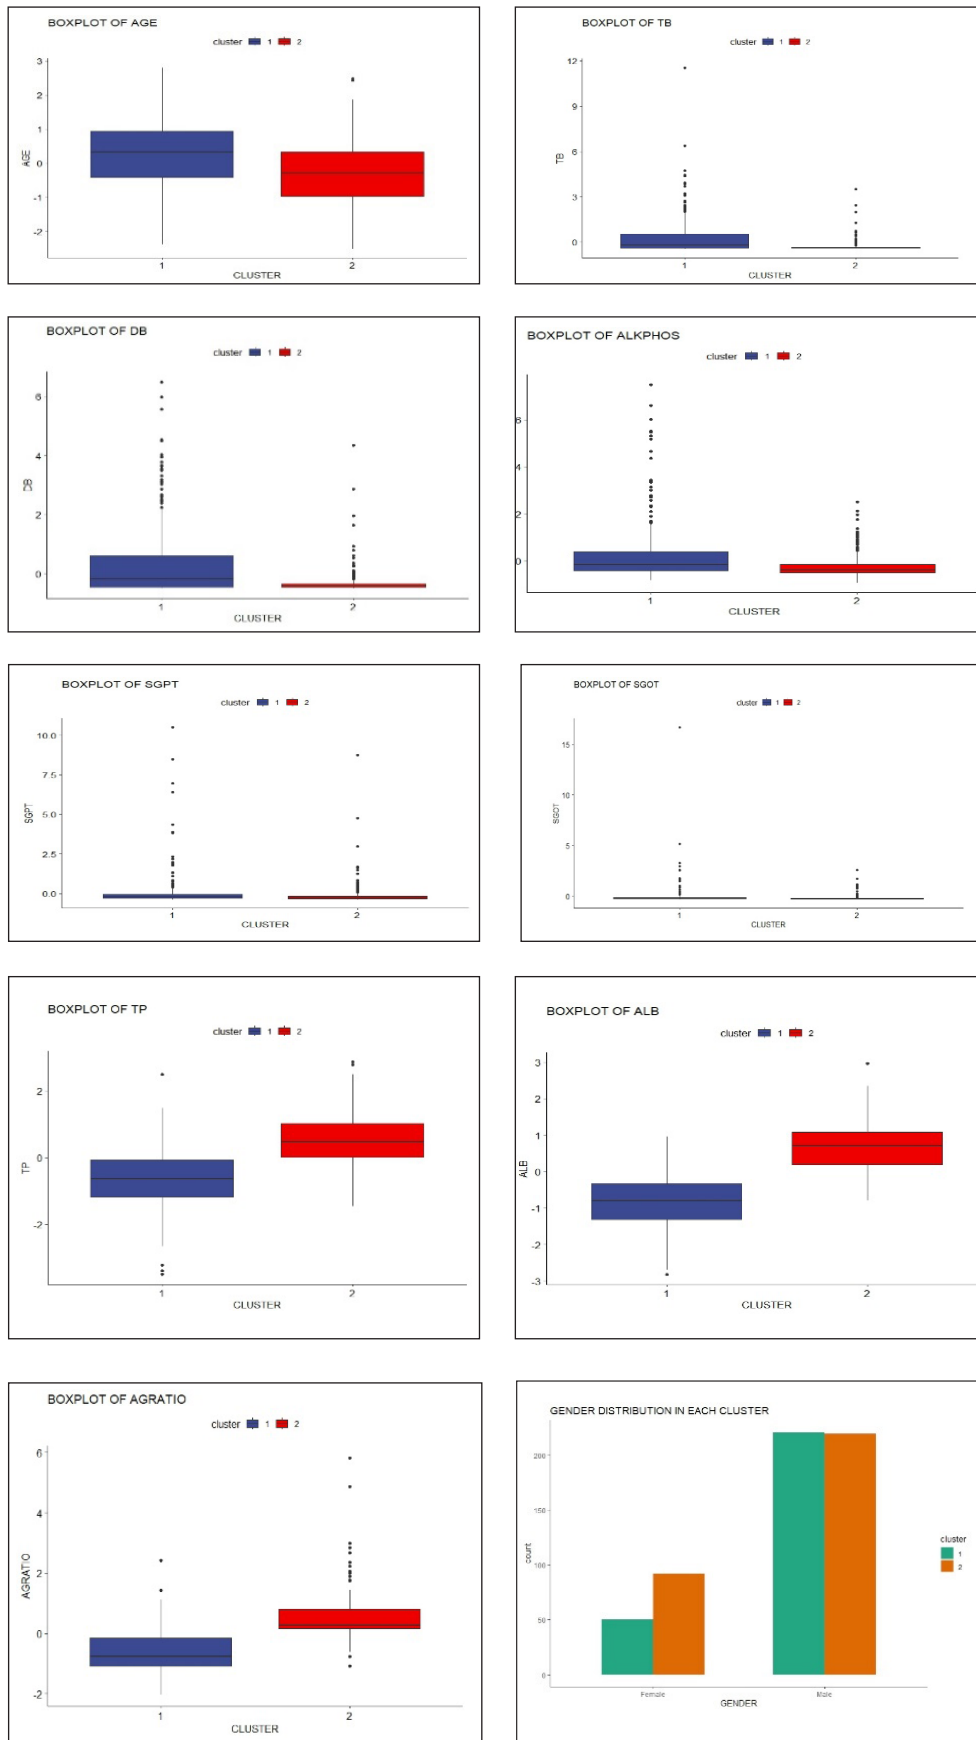 BOXPLOT OF AGE
cluster 1 2
3
2
1
0
-1
-2
AGE
1 2
CLUSTER
BOXPLOT OF TB
cluster 1 2
12
9
6
3
0
TB
1 2
CLUSTER
BOXPLOT OF DB
cluster 1 2
6
4
2
0
DB
1 2
CLUSTER
BOXPLOT OF ALKPHOS
cluster 1 2
6
4
2
0
1 2
CLUSTER
BOXPLOT OF SGPT
cluster 1 2
10.0
7.5
5.0
2.5
0.0
SGPT
1 2
CLUSTER
BOXPLOT OF SGOT
cluster 1 2
15
10
5
0
SGOT
1 2
CLUSTER
BOXPLOT OF TP
cluster 1 2
2
0
-2
TP
1 2
CLUSTER
BOXPLOT OF ALB
cluster 1 2
3
2
1
0
-1
-2
-3
ALB
1 2
CLUSTER
BOXPLOT OF AGRATIO
cluster 1 2
6
4
2
0
-2
AGRATIO
1 2
CLUSTER
GENDER DISTRIBUTION IN EACH CLUSTER
200
150
100
50
0
count
Female Male
GENDER
cluster
1
2